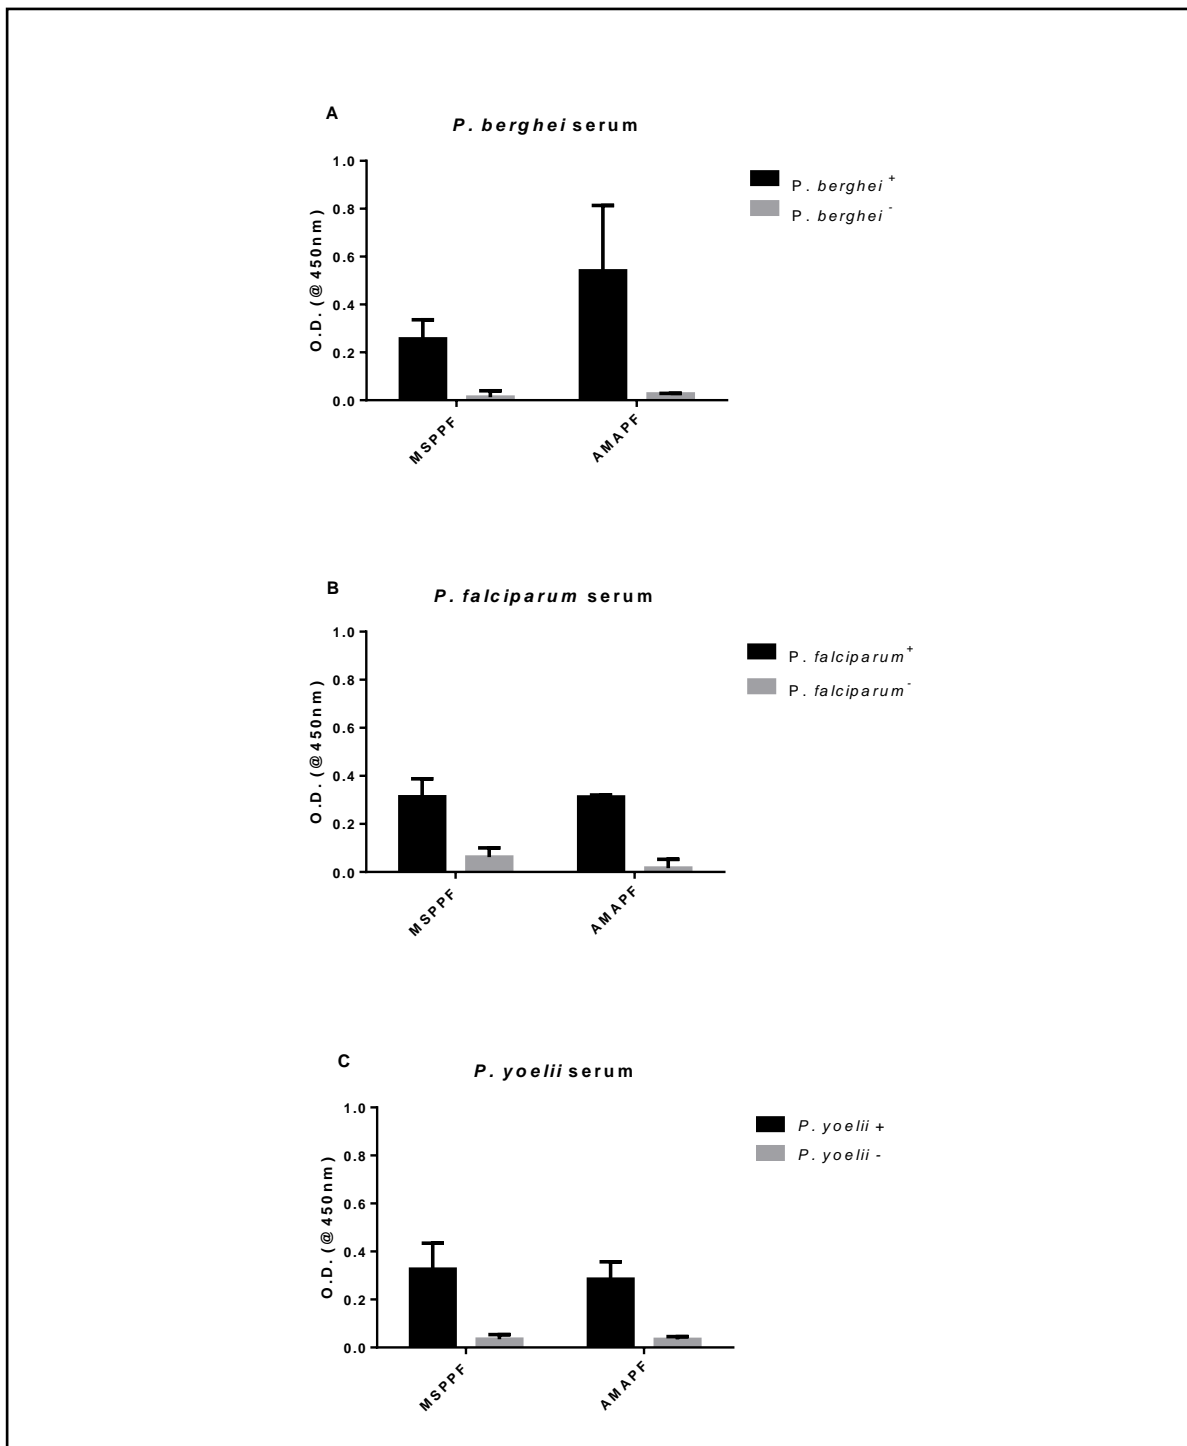 A
P. berghei serum
1.0
0.8
0.6
0.4
0.2
0.0
O.D. (@450nm)
MSPPF
AMAPF
P. berghei +
P. berghei -
B
P. falciparum serum
1.0
0.8
0.6
0.4
0.2
0.0
O.D. (@450nm)
MSPPF
AMAPF
P. falciparum +
P. falciparum -
C
P. yoelii serum
1.0
0.8
0.6
0.4
0.2
0.0
O.D. (@450nm)
MSPPF
AMAPF
P. yoelii +
P. yoelii -